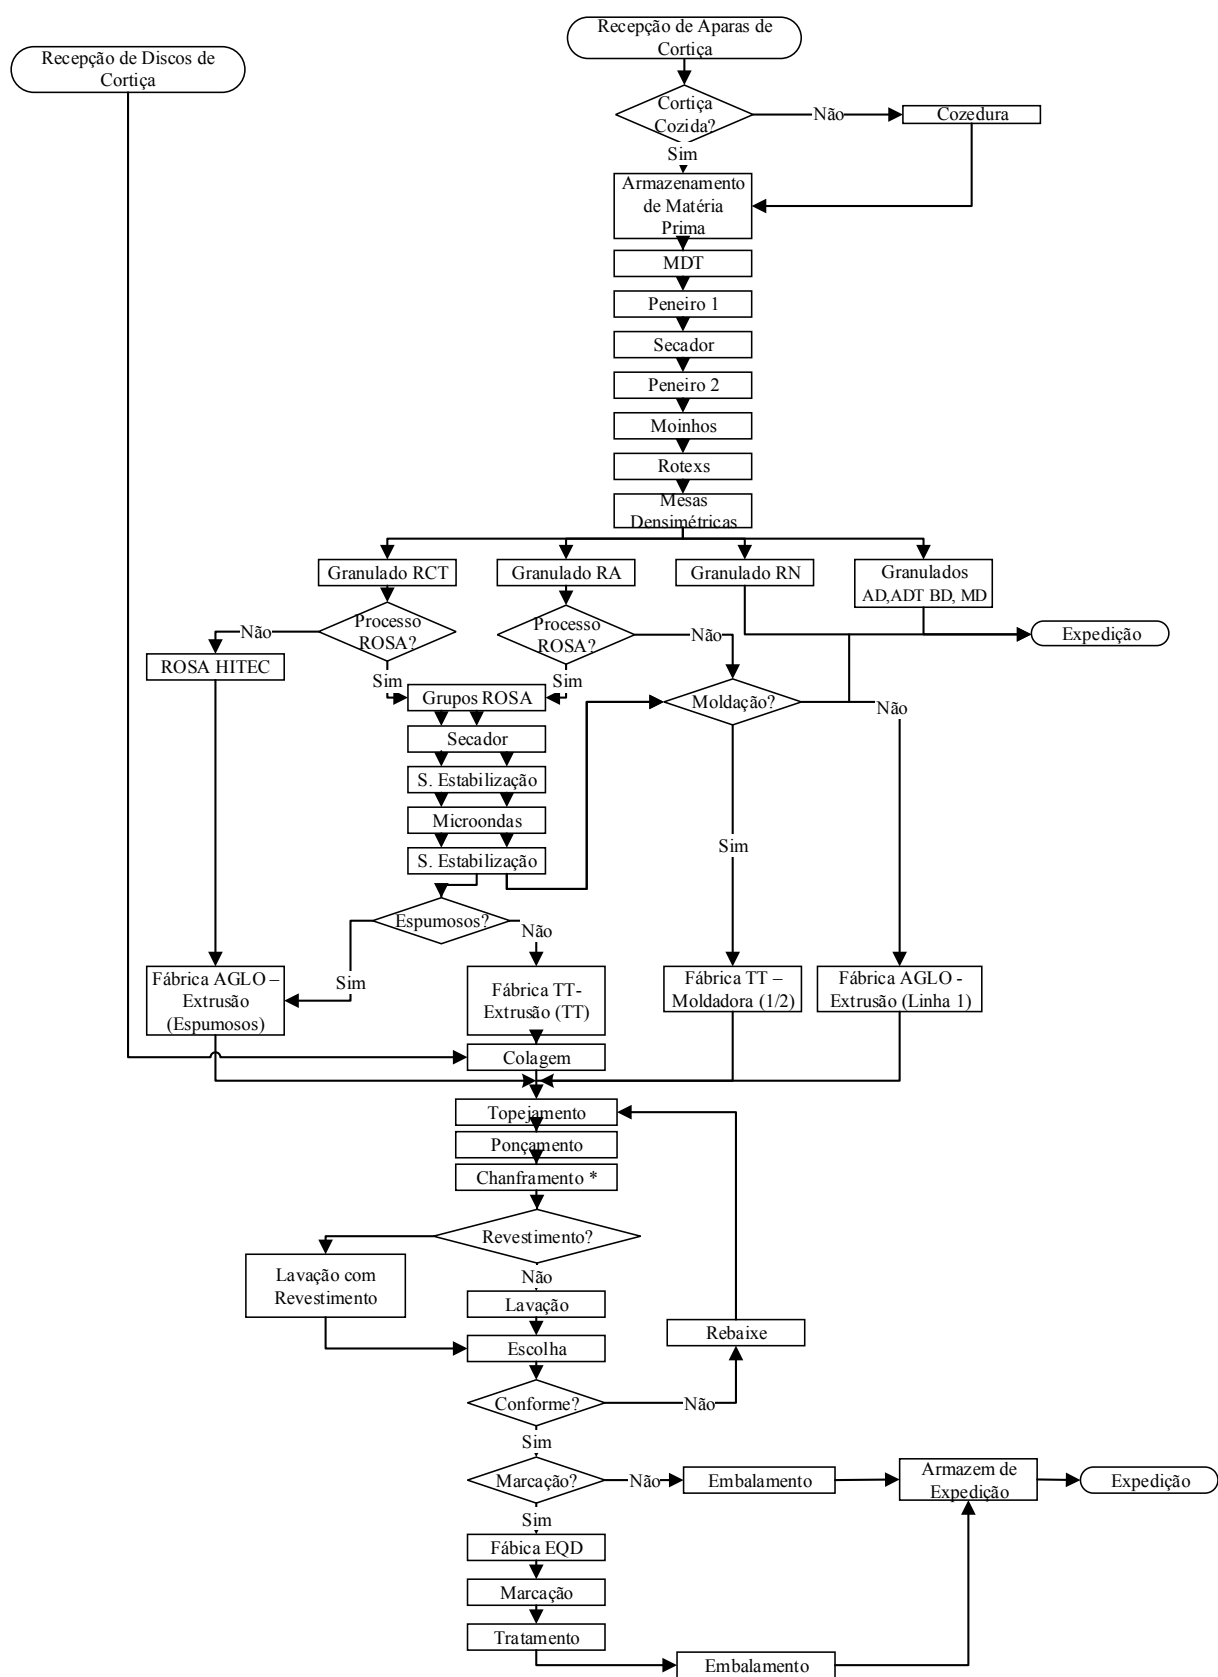 Recepção de Aparas de
Cortiça
Recepção de Discos de
Cortiça
Cortiça
Cozida?
Não
Cozedura
Sim
Armazenamento
de Matéria
Prima
MDT
Peneiro 1
Secador
Peneiro 2
Moinhos
Rotexs
Mesas
Densimétricas
Granulado RCT
Granulado RA
Granulado RN
Granulados
AD,ADT BD, MD
Processo
ROSA?
Não
Processo
ROSA?
Não
Expedição
ROSA HITEC
Sim
Sim
Grupos ROSA
Moldação?
Não
Secador
S. Estabilização
Microondas
Sim
S. Estabilização
Espumosos?
Não
Sim
Fábrica AGLO –
Extrusão
(Espumosos)
Fábrica TT-
Extrusão (TT)
Fábrica TT –
Moldadora (1/2)
Fábrica AGLO -
Extrusão (Linha 1)
Colagem
Topejamento
Ponçamento
Chanframento *
Revestimento?
Lavação com
Revestimento
Não
Lavação
Rebaixe
Escolha
Conforme?
Não
Sim
Marcação?
Não
Embalamento
Armazem de
Expedição
Expedição
Sim
Fábica EQD
Marcação
Tratamento
Embalamento